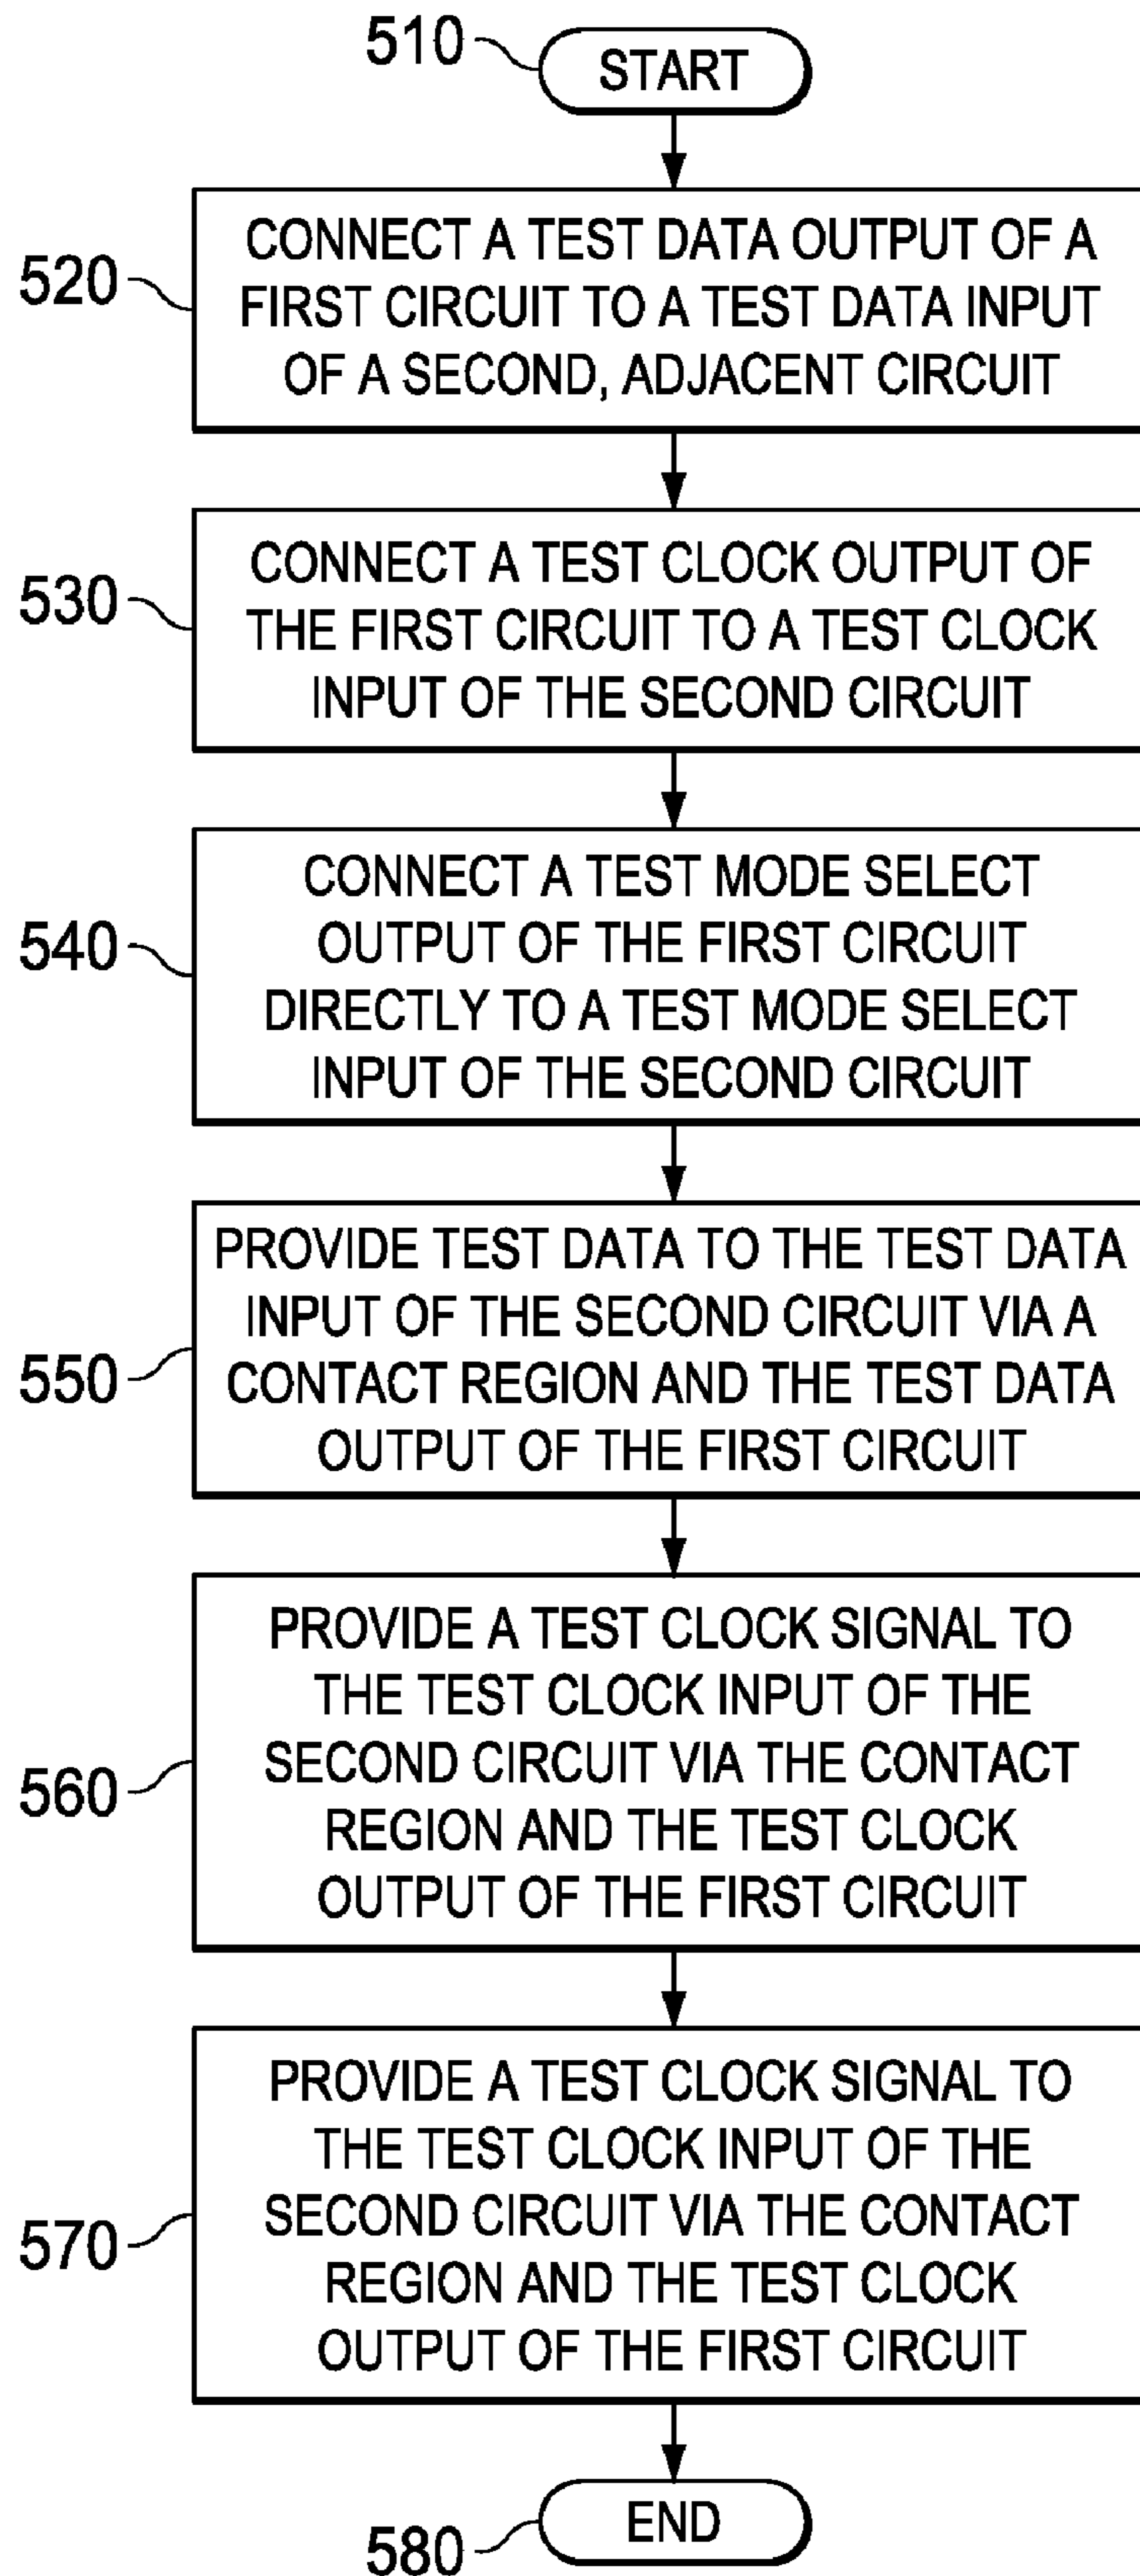 510
START
520
CONNECT A TEST DATA OUTPUT OF A
FIRST CIRCUIT TO A TEST DATA INPUT
OF A SECOND, ADJACENT CIRCUIT
530
CONNECT A TEST CLOCK OUTPUT OF
THE FIRST CIRCUIT TO A TEST CLOCK
INPUT OF THE SECOND CIRCUIT
540
CONNECT A TEST MODE SELECT
OUTPUT OF THE FIRST CIRCUIT
DIRECTLY TO A TEST MODE SELECT
INPUT OF THE SECOND CIRCUIT
550
PROVIDE TEST DATA TO THE TEST DATA
INPUT OF THE SECOND CIRCUIT VIA A
CONTACT REGION AND THE TEST DATA
OUTPUT OF THE FIRST CIRCUIT
560
PROVIDE A TEST CLOCK SIGNAL TO
THE TEST CLOCK INPUT OF THE
SECOND CIRCUIT VIA THE CONTACT
REGION AND THE TEST CLOCK
OUTPUT OF THE FIRST CIRCUIT
570
PROVIDE A TEST CLOCK SIGNAL TO
THE TEST CLOCK INPUT OF THE
SECOND CIRCUIT VIA THE CONTACT
REGION AND THE TEST CLOCK
OUTPUT OF THE FIRST CIRCUIT
580
END